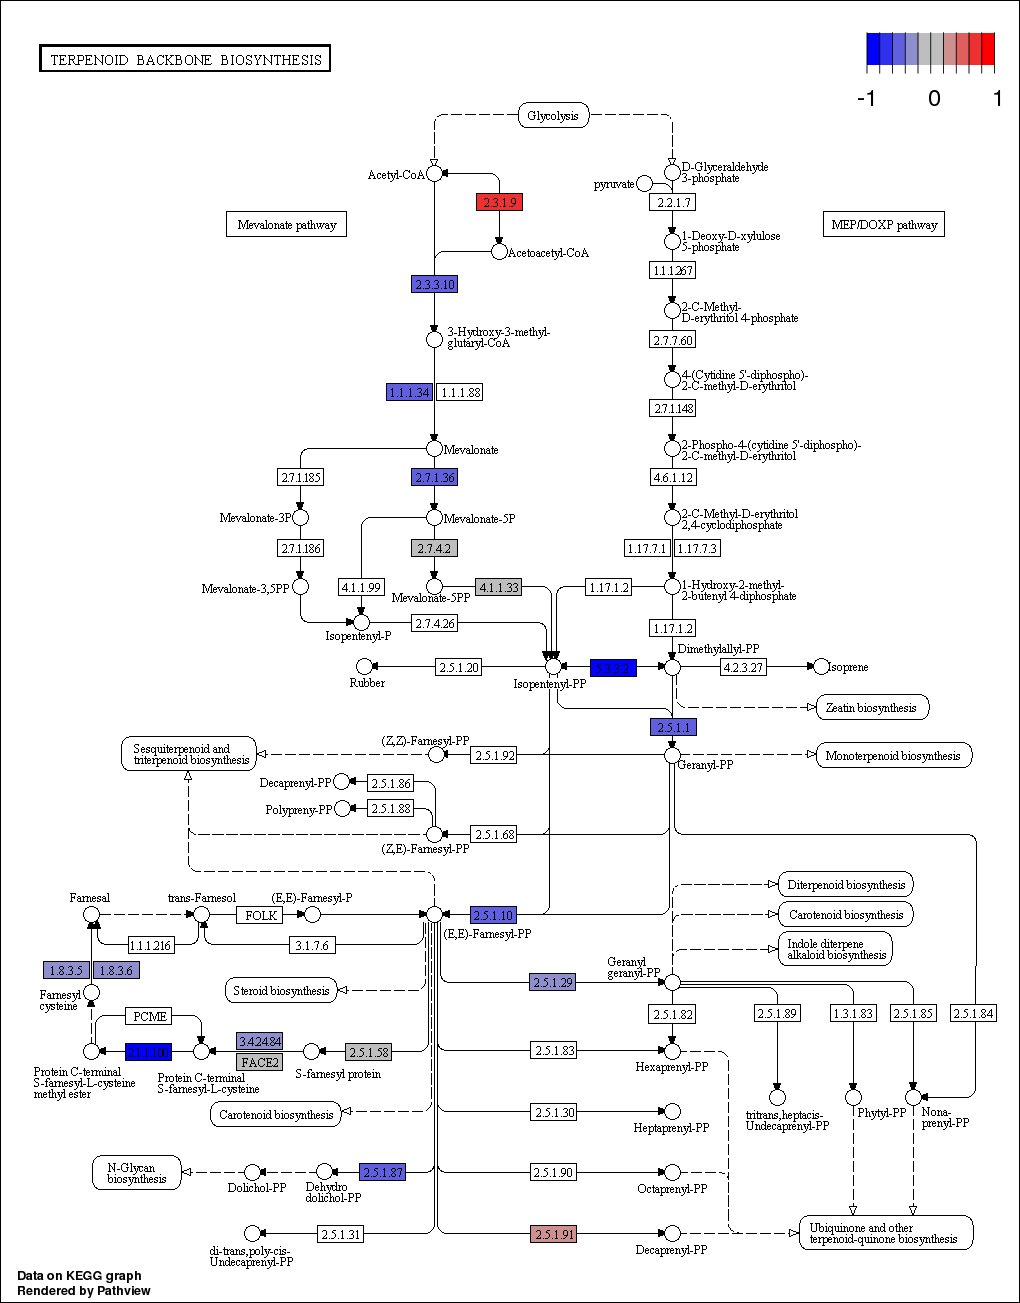 TERPENOID BACKBONE BIOSYNTHESIS
-1 0 1
Glycolysis
Acetyl-CoA
D-Glyceraldehyde
3-phosphate
pyruvate
2.3.1.9
2.2.1.7
Mevalonate pathway
MEP/DOXP pathway
1-Deoxy-D-xylulose
5-phosphate
Acetoacetyl-CoA
1.1.1.267
2.3.3.10
2-C-Methyl-
D-erythritol 4-phosphate
3-Hydroxy-3-methyl-
glutaryl-CoA
2.7.7.60
4-(Cytidine 5'-diphospho)-
2-C-methyl-D-erythritol
1.1.1.34
1.1.1.88
2.7.1.148
Mevalonate
2-Phospho-4-(cytidine 5'-diphospho)-
2-C-methyl-D-erythritol
2.7.1.185
2.7.1.36
4.6.1.12
Mevalonate-3P
Mevalonate-5P
2-C-Methyl-D-erythritol
2,4-cyclodiphosphate
2.7.1.186
2.7.4.2
1.17.7.1
1.17.7.3
Mevalonate-3,5PP
4.1.1.99
4.1.1.33
1.17.1.2
1-Hydroxy-2-methyl-
2-butenyl 4-diphosphate
Mevalonate-5PP
2.7.4.26
1.17.1.2
Isopentenyl-P
Dimethylallyl-PP
2.5.1.20
5.3.3.2
4.2.3.27
Isoprene
Rubber
Isopentenyl-PP
Zeatin biosynthesis
2.5.1.1
(Z,Z)-Farnesyl-PP
Sesquiterpenoid and
triterpenoid biosynthesis
2.5.1.92
Geranyl-PP
Monoterpenoid biosynthesis
Decaprenyl-PP
2.5.1.86
Polypreny-PP
2.5.1.88
2.5.1.68
(Z,E)-Farnesyl-PP
Diterpenoid biosynthesis
Farnesal
trans-Farnesol
(E,E)-Farnesyl-P
FOLK
2.5.1.10
Carotenoid biosynthesis
(E,E)-Farnesyl-PP
1.1.1.216
3.1.7.6
Indole diterpene
alkaloid biosynthesis
1.8.3.5
1.8.3.6
Geranyl
geranyl-PP
2.5.1.29
Farnesyl
cysteine
Steroid biosynthesis
PCME
2.5.1.82
2.5.1.89
1.3.1.83
2.5.1.85
2.5.1.84
2.1.1.100
3.4.24.84
FACE2
2.5.1.58
2.5.1.83
Hexaprenyl-PP
Protein C-terminal
S-farnesyl-L-cysteine
methyl ester
Protein C-terminal
S-farnesyl-L-cysteine
S-farnesyl protein
Carotenoid biosynthesis
2.5.1.30
Heptaprenyl-PP
tritrans,heptacis-
Undecaprenyl-PP
Phytyl-PP
Nona-
prenyl-PP
N-Glycan
biosynthesis
Dolichol-PP
Dehydro
dolichol-PP
2.5.1.87
2.5.1.90
Octaprenyl-PP
2.5.1.31
2.5.1.91
Decaprenyl-PP
Ubiquinone and other
terpenoid-quinone biosynthesis
di-trans,poly-cis-
Undecaprenyl-PP
Data on KEGG graph
Rendered by Pathview